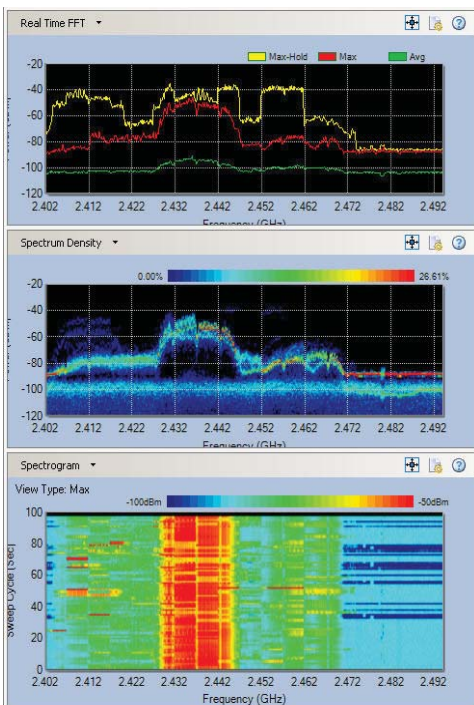 Real Time FFT
Max-Hold Max Avg
-20
-40
-60
-80
-100
-120
2.402 2.412 2.422 2.432 2.442 2.452 2.462 2.472 2.482 2.492
Frequency (GHz)
Spectrum Density
0.00% 26.61%
-20
-40
-60
-80
-100
-120
2.402 2.412 2.422 2.432 2.442 2.452 2.462 2.472 2.482 2.492
Frequency (GHz)
Spectrogram
View Type: Max
-100dBm -50dBm
100
80
60
40
20
0
Sweep Cycle [Sec]
2.402 2.412 2.422 2.432 2.442 2.452 2.462 2.472 2.482 2.492
Frequency (GHz)